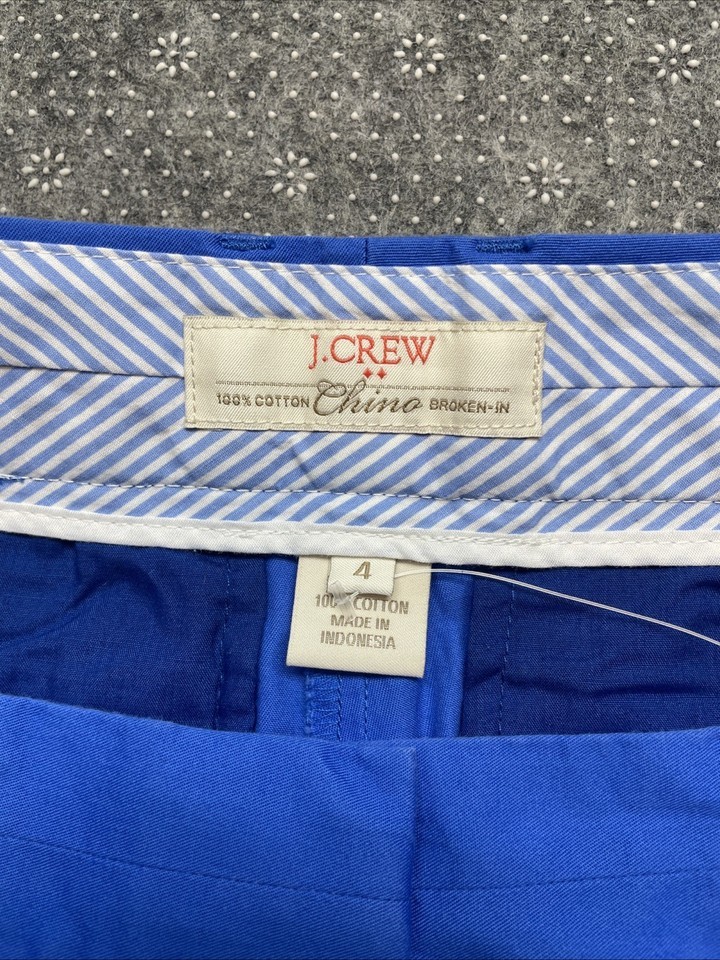 J.CREW
100% COTTON Chino BROKEN-IN
4
100% COTTON
MADE IN
INDONESIA